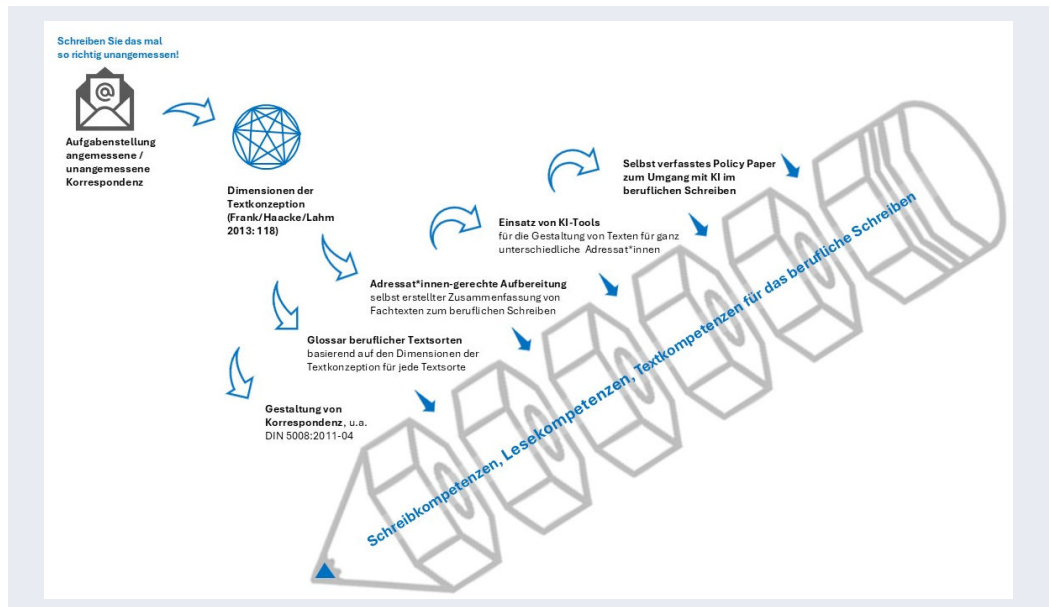 Schreiben Sie das mal
so richtig unangemessen!
Aufgabenstellung
angemessene /
unangemessene
Korrespondenz
Dimensionen der
Textkonzeption
(Frank/Haacke/Lahm
2013: 118)
Selbst verfasstes Policy Paper
zum Umgang mit KI im
beruflichen Schreiben
Einsatz von KI-Tools
für die Gestaltung von Texten für ganz
unterschiedliche Adressat*innen
Adressat*innen-gerechte Aufbereitung
selbst erstellter Zusammenfassung von
Fachtexten zum beruflichen Schreiben
Glossar beruflicher Textsorten
basierend auf den Dimensionen der
Textkonzeption für jede Textsorte
Gestaltung von
Korrespondenz, u.a.
DIN 5008:2011-04
Schreibkompetenzen, Lesekompetenzen, Textkompetenzen für das berufliche Schreiben